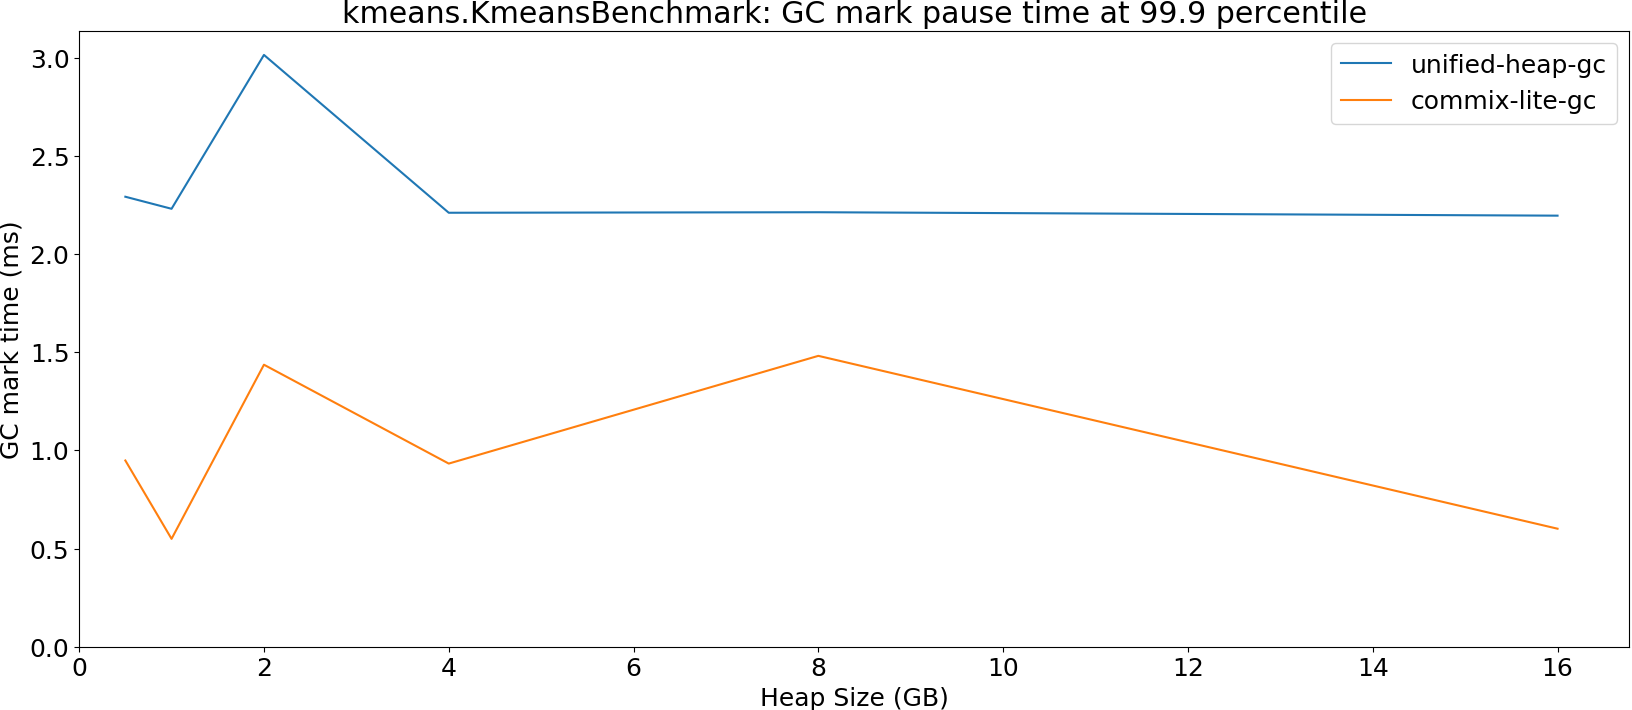 kmeans.KmeansBenchmark: GC mark pause time at 99.9 percentile
unified-heap-gc
commix-lite-gc
GC mark time (ms)
3.0
2.5
2.0
1.5
1.0
0.5
0.0
0 2 4 6 8 10 12 14 16
Heap Size (GB)